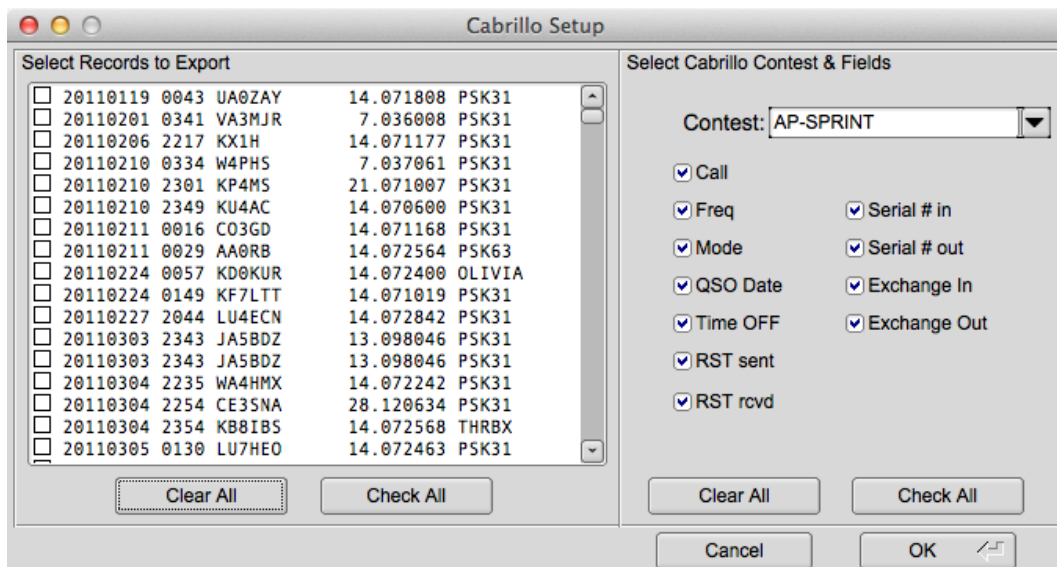 Cabrillo Setup
Select Records to Export
20110119 0043 UA0ZAY 14.071808 PSK31
20110201 0341 VA3MJR 7.036008 PSK31
20110206 2217 KX1H 14.071177 PSK31
20110210 0334 W4PHS 7.037061 PSK31
20110210 2301 KP4MS 21.071007 PSK31
20110210 2349 KU4AC 14.070600 PSK31
20110211 0016 CO3GD 14.071168 PSK31
20110211 0029 AA0RB 14.072564 PSK63
20110224 0057 KD0KUR 14.072400 OLIVIA
20110224 0149 KF7LTT 14.071019 PSK31
20110227 2044 LU4ECN 14.072842 PSK31
20110303 2343 JA5BDZ 13.098046 PSK31
20110303 2343 JA5BDZ 13.098046 PSK31
20110304 2235 WA4HMX 14.072242 PSK31
20110304 2254 CE3SNA 28.120634 PSK31
20110304 2354 KB8IBS 14.072568 THRBX
20110305 0130 LU7HEO 14.072463 PSK31
Clear All
Check All
Select Cabrillo Contest & Fields
Contest: AP-SPRINT
Call
Freq
Mode
QSO Date
Time OFF
RST sent
RST rcvd
Serial # in
Serial # out
Exchange In
Exchange Out
Clear All
Check All
Cancel
OK